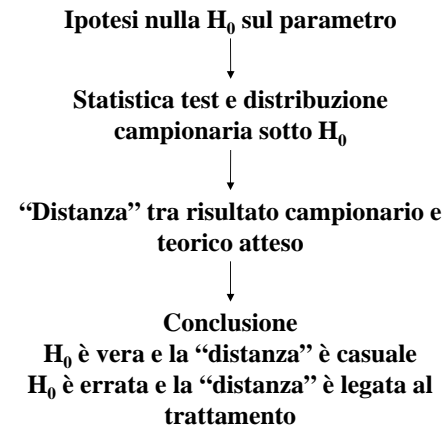 Ipotesi nulla H₀ sul parametro
Statistica test e distribuzione
campionaria sotto H₀
“Distanza” tra risultato campionario e
teorico atteso
Conclusione
H₀ è vera e la “distanza” è casuale
H₀ è errata e la “distanza” è legata al
trattamento